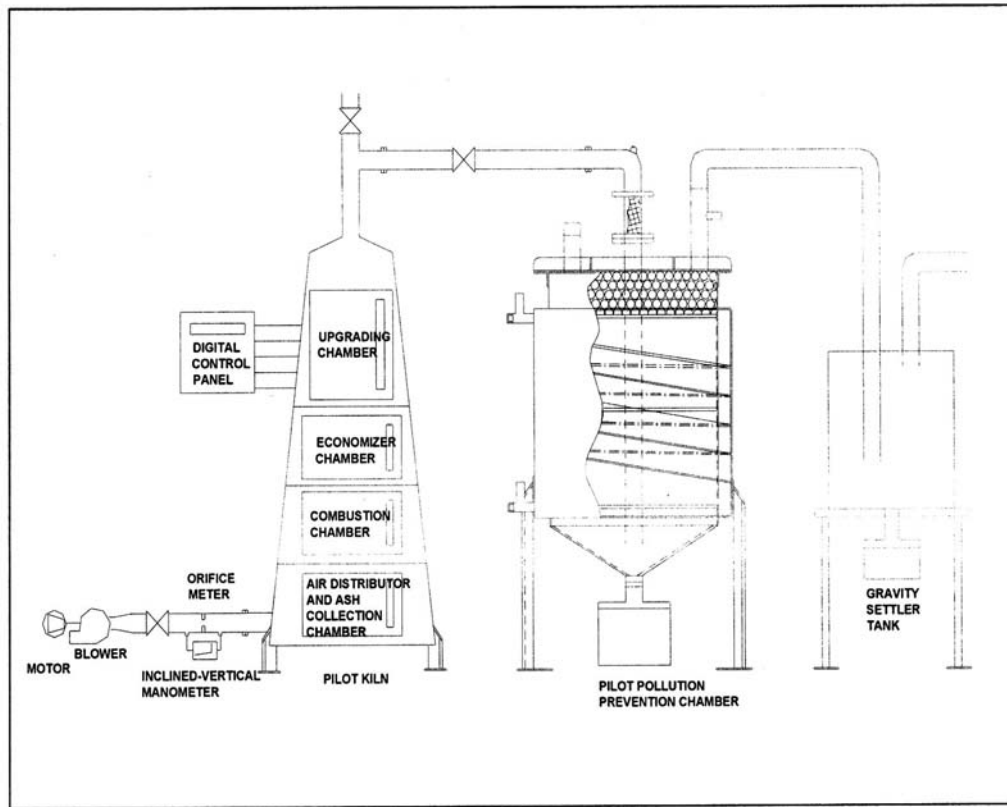 UPGRADING
CHAMBER
DIGITAL
CONTROL
PANEL
ECONOMIZER
CHAMBER
COMBUSTION
CHAMBER
ORIFICE
METER
AIR DISTRIBUTOR
AND ASH
COLLECTION
CHAMBER
BLOWER
MOTOR
INCLINED-VERTICAL
MANOMETER
PILOT KILN
PILOT POLLUTION
PREVENTION CHAMBER
GRAVITY
SETTLER
TANK